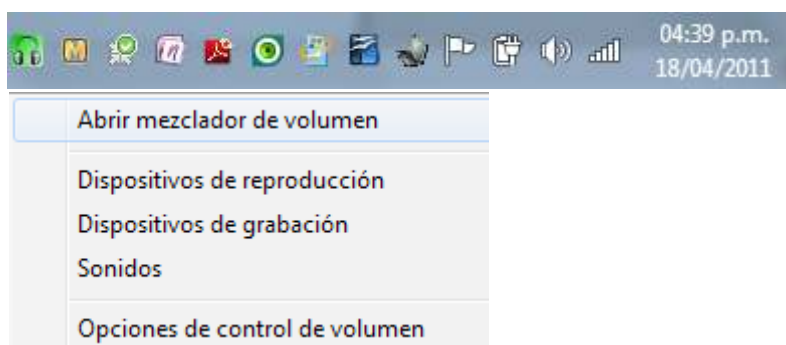 04:39 p.m.
18/04/2011
Abrir mezclador de volumen
Dispositivos de reproducción
Dispositivos de grabación
Sonidos
Opciones de control de volumen